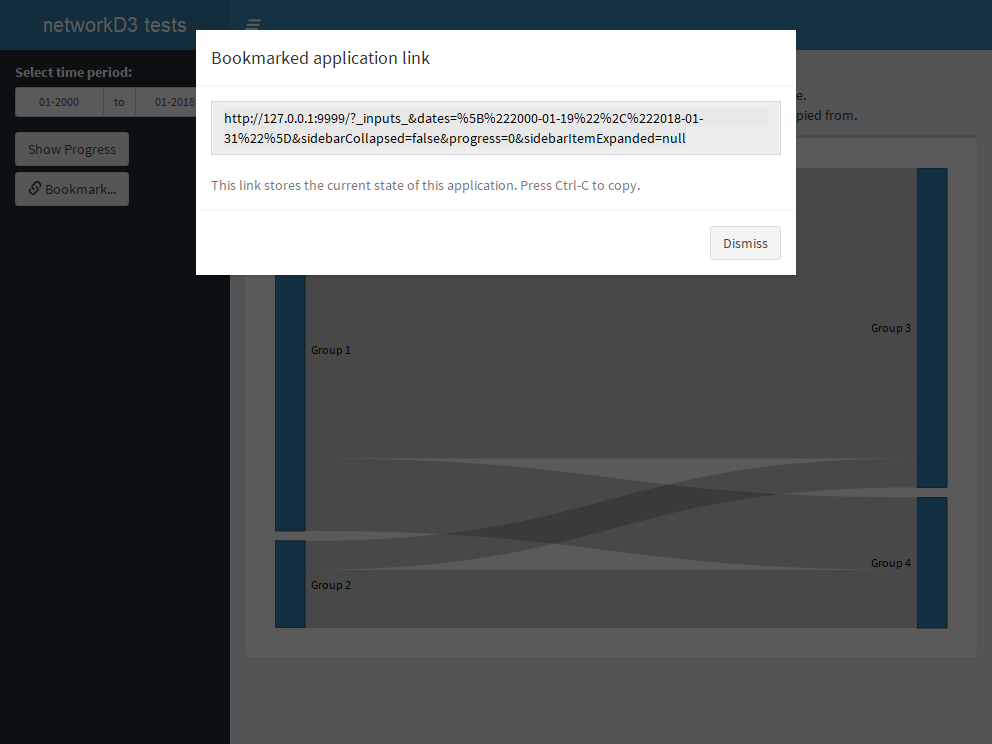 networkD3 tests
Bookmarked application link
Select time period:
01-2000 to 01-2018
http://127.0.0.1:9999/?_inputs_&dates=%5B%222000-01-19%22%2C%222018-01-
31%22%5D&sidebarCollapsed=false&progress=0&sidebarItemExpanded=null
e.
pied from.
Show Progress
Bookmark...
This link stores the current state of this application. Press Ctrl-C to copy.
Dismiss
Group 3
Group 1
Group 4
Group 2